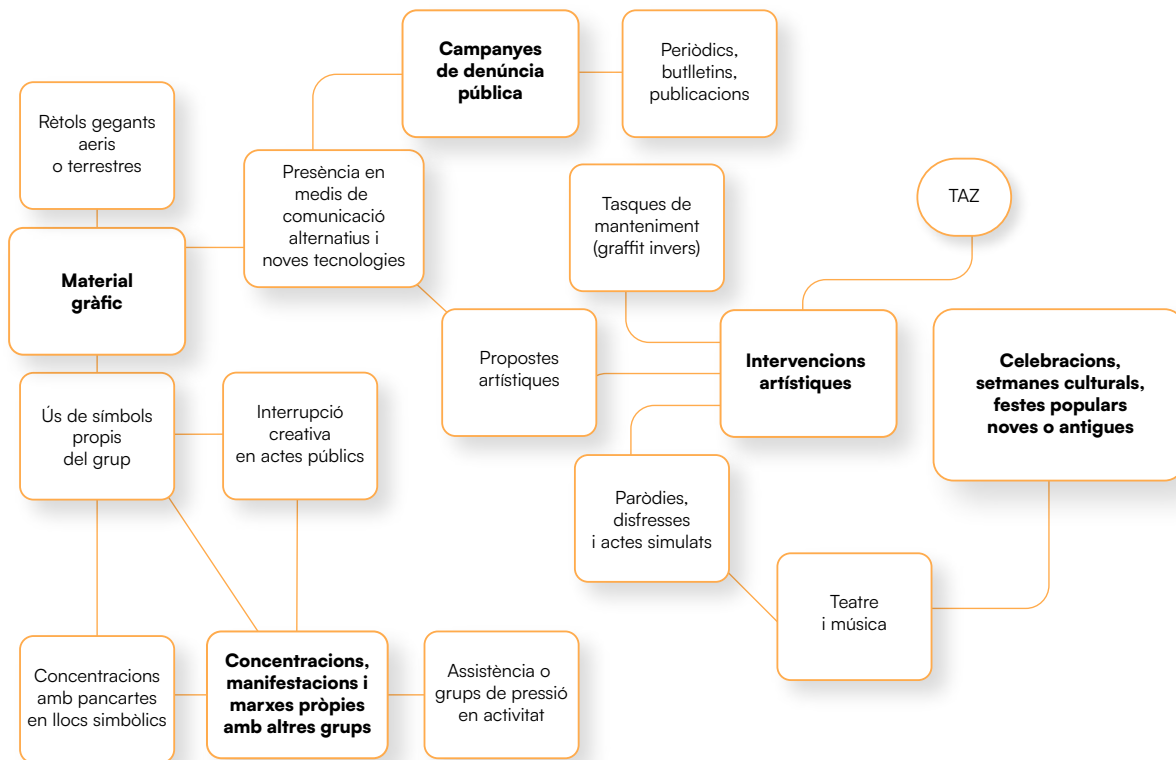 Campanyes
de denúncia
pública
Periòdics,
butlletins,
publicacions
Rètols gegants
aeris
o terrestres
Presència en
medis de
comunicació
alternatius i
noves tecnologies
Tasques de
manteniment
(graffit invers)
TAZ
Material
gràfic
Propostes
artístiques
Intervencions
artístiques
Celebracions,
setmanes culturals,
festes populars
noves o antigues
Ús de símbols
propis
del grup
Interrupció
creativa
en actes públics
Paròdies,
disfresses
i actes simulats
Teatre
i música
Concentracions
amb pancartes
en llocs simbòlics
Concentracions,
manifestacions i
marxes pròpies
amb altres grups
Assistència o
grups de pressió
en activitat